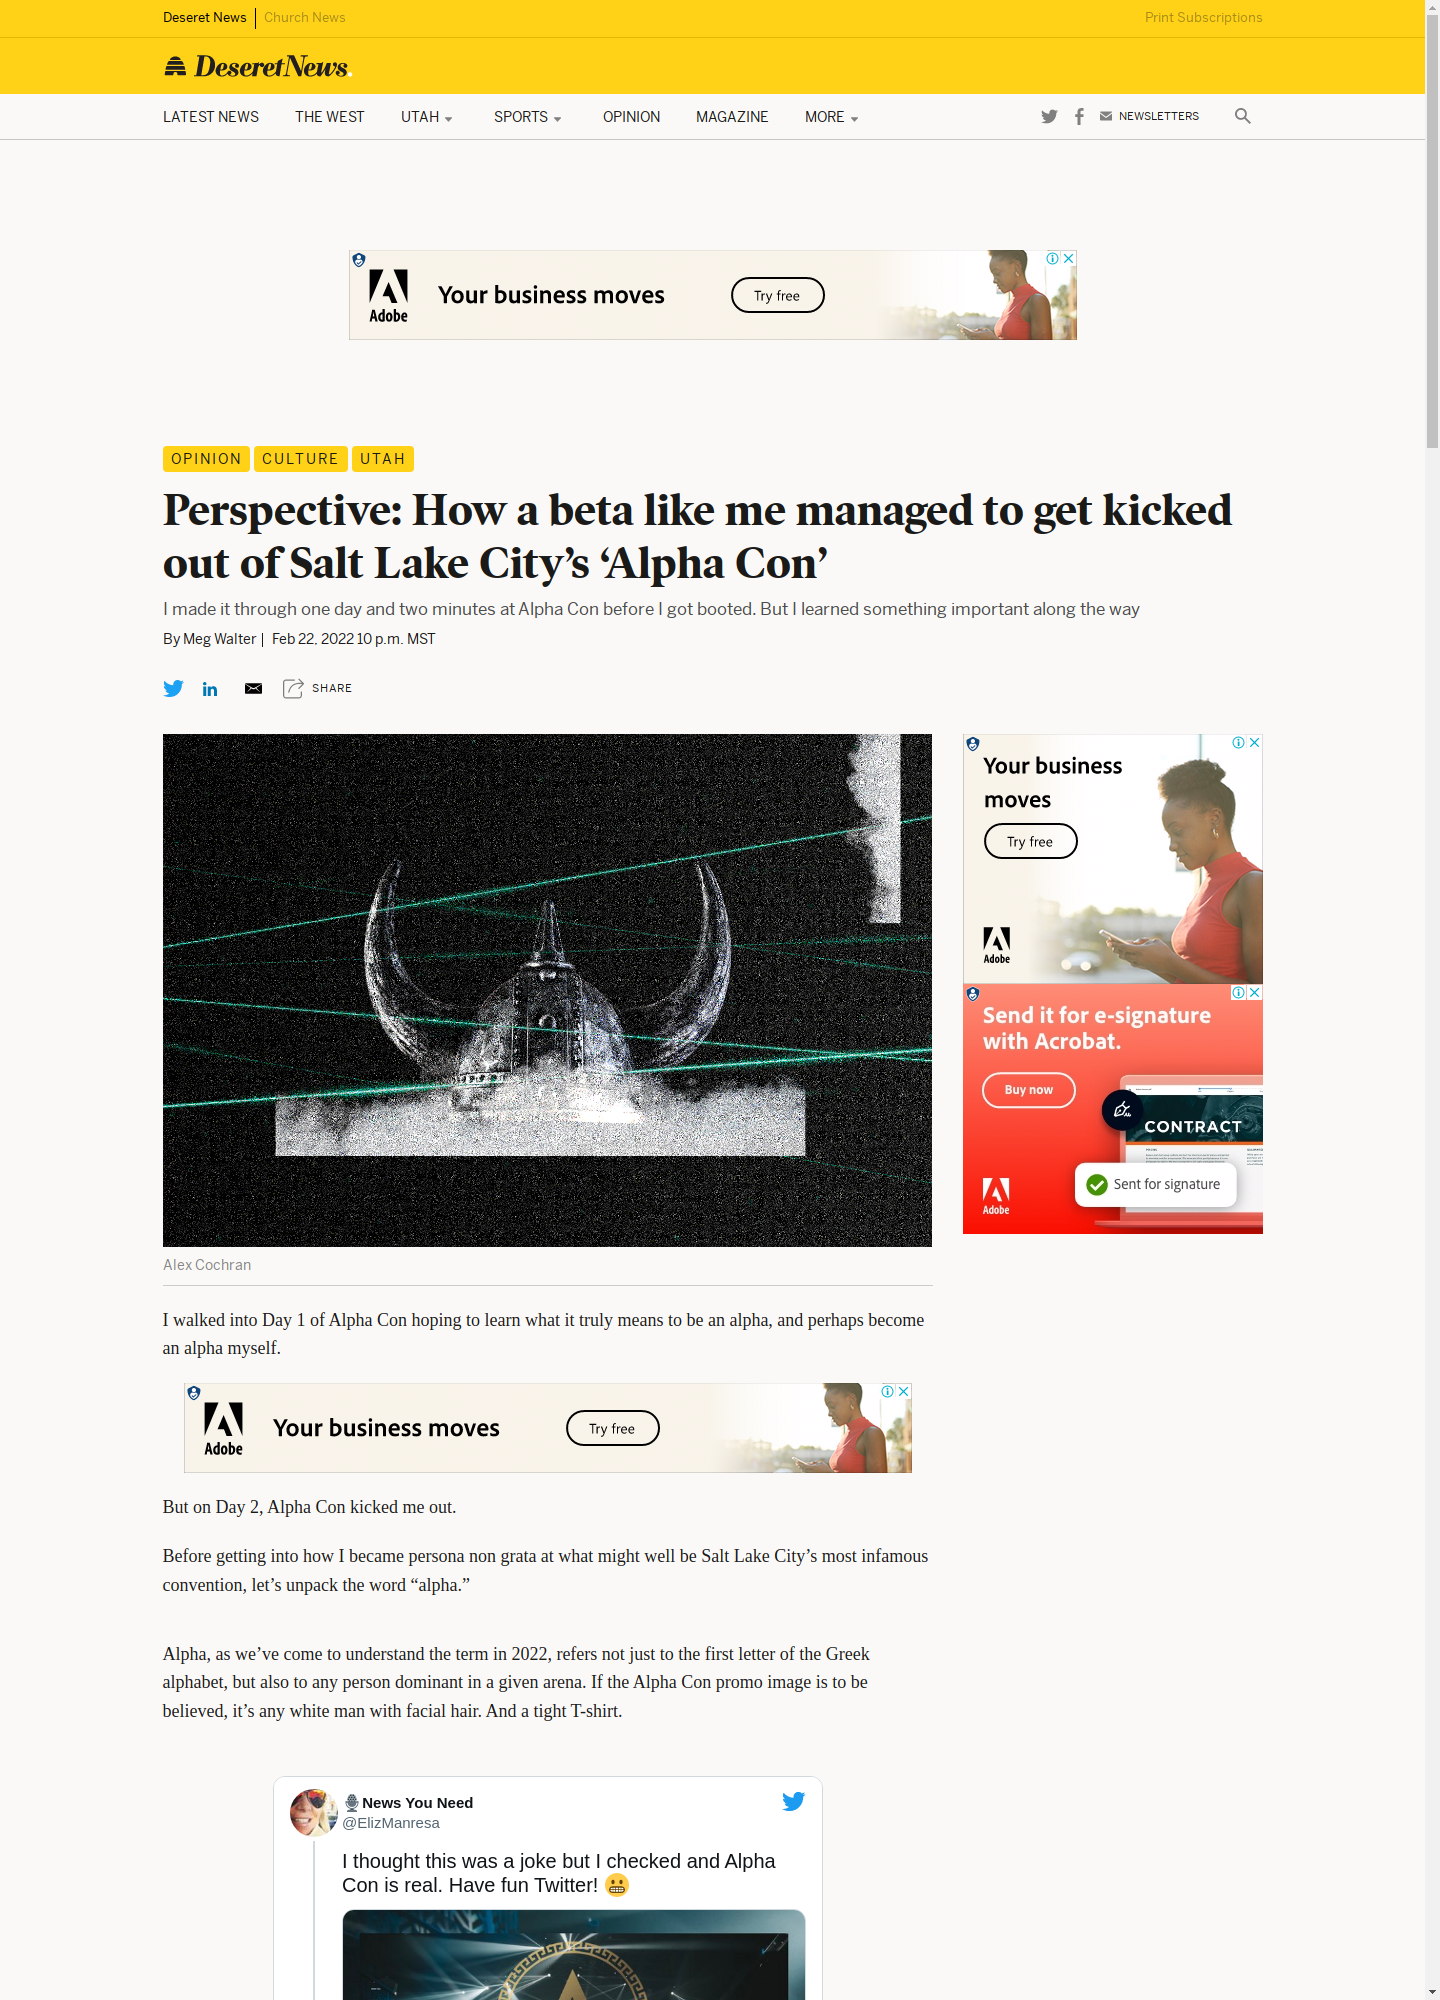 Deseret News
Church News
Print Subscriptions
Deseret News.
LATEST NEWS
THE WEST
UTAH
SPORTS
OPINION
MAGAZINE
MORE
NEWSLETTERS
Adobe
Your business moves
Try free
OPINION
CULTURE
UTAH
Perspective: How a beta like me managed to get kicked
out of Salt Lake City’s ‘Alpha Con’
I made it through one day and two minutes at Alpha Con before I got booted. But I learned something important along the way
By Meg Walter | Feb 22, 2022 10 p.m. MST
SHARE
Your business
moves
Try free
Adobe
Send it for e-signature
with Acrobat.
Buy now
CONTRACT
Sent for signature
Adobe
Alex Cochran
I walked into Day 1 of Alpha Con hoping to learn what it truly means to be an alpha, and perhaps become
an alpha myself.
Adobe
Your business moves
Try free
But on Day 2, Alpha Con kicked me out.
Before getting into how I became persona non grata at what might well be Salt Lake City’s most infamous
convention, let’s unpack the word “alpha.”
Alpha, as we’ve come to understand the term in 2022, refers not just to the first letter of the Greek
alphabet, but also to any person dominant in a given arena. If the Alpha Con promo image is to be
believed, it’s any white man with facial hair. And a tight T-shirt.
🎙️News You Need
@ElizManresa
I thought this was a joke but I checked and Alpha
Con is real. Have fun Twitter! 😬